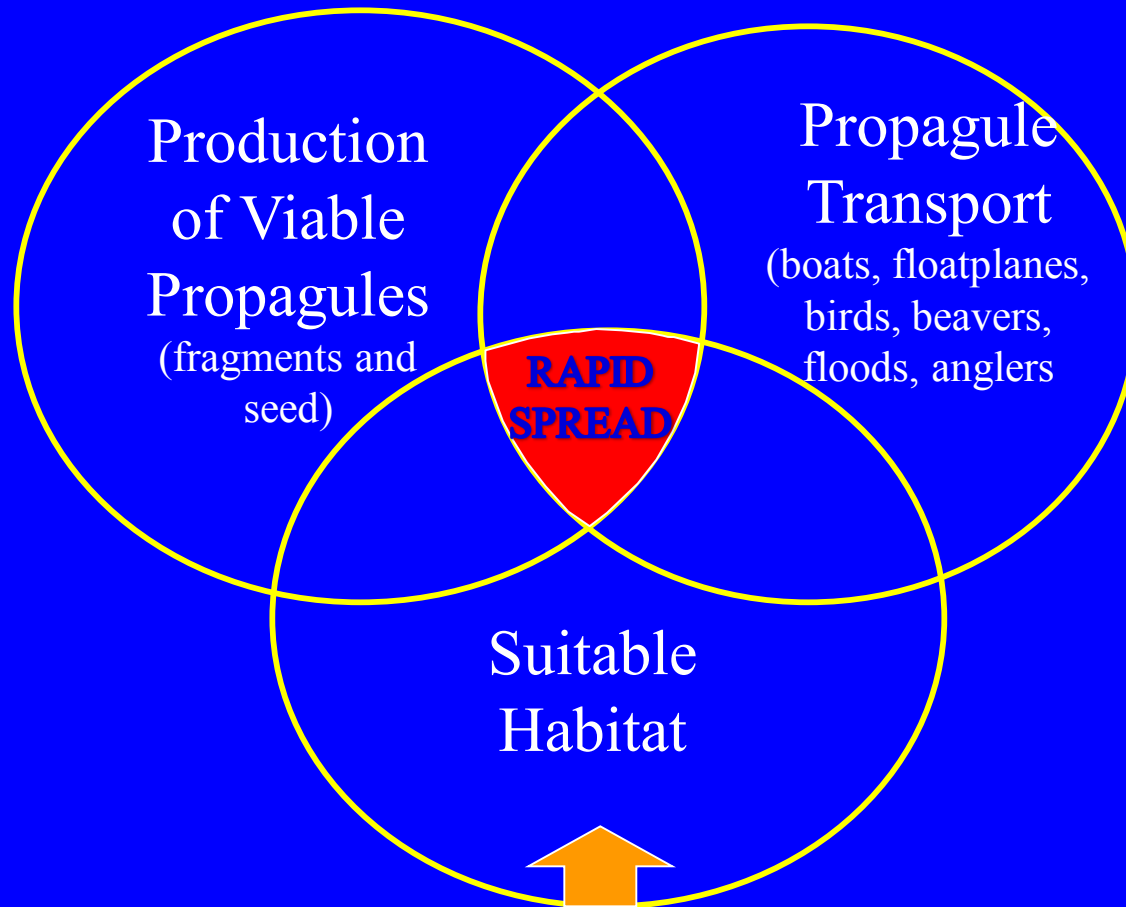 Production
of Viable
Propagules
(fragments and
seed)
Propagule
Transport
(boats, floatplanes,
birds, beavers,
floods, anglers
RAPID
SPREAD
Suitable
Habitat